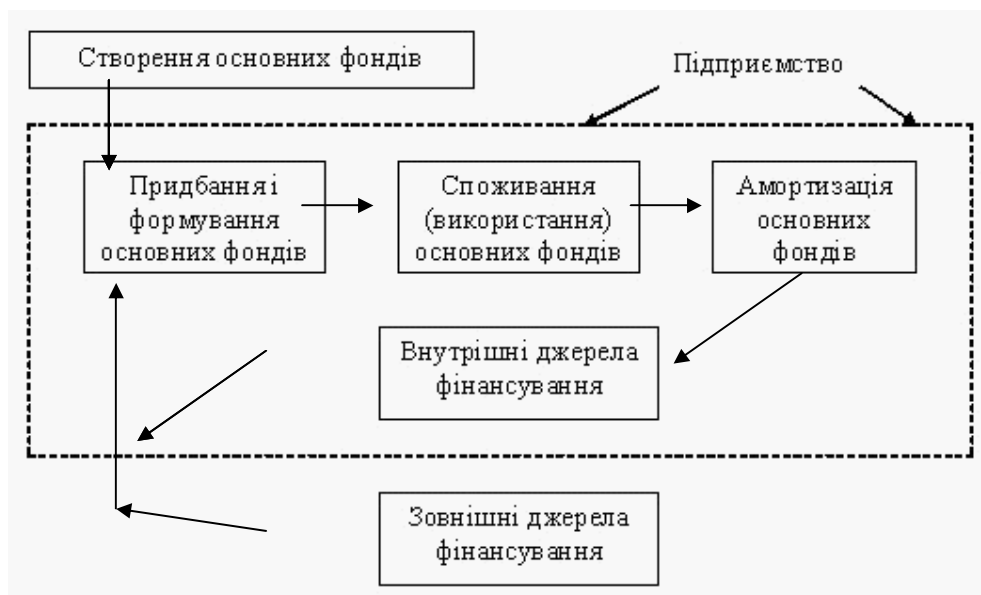 Створення основних фондів
Підприємство
Придбання і
формування
основних фондів
Споживання
(використання)
основних фондів
Амортизація
основних
фондів
Внутрішні джерела
фінансування
Зовнішні джерела
фінансування